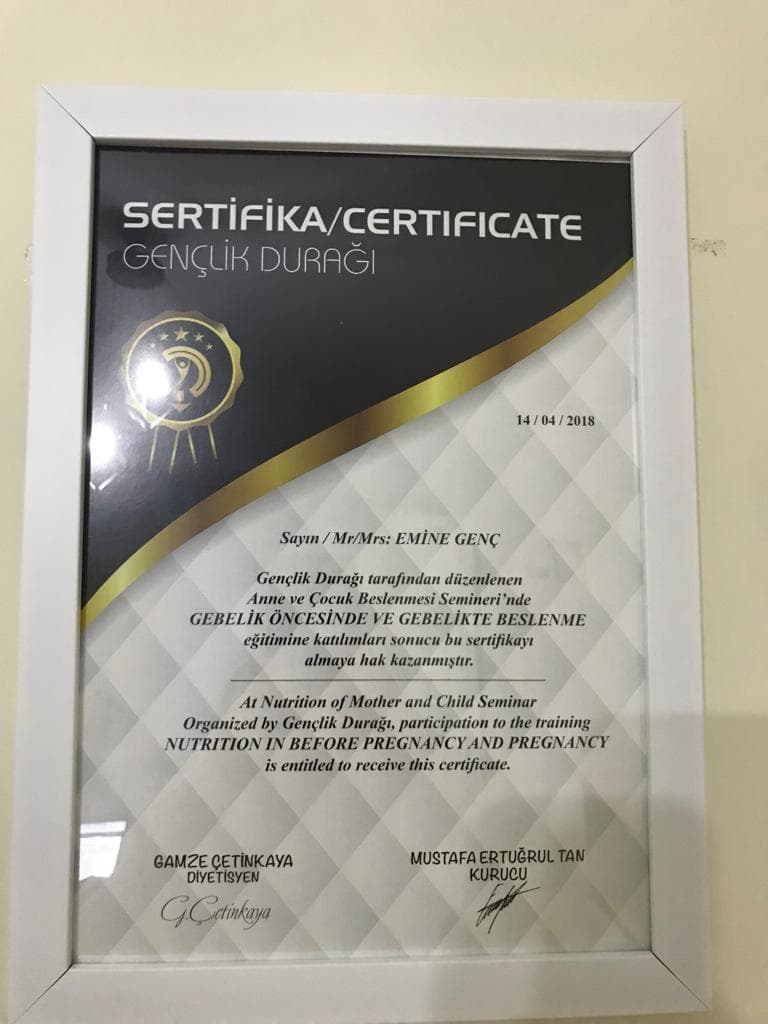 SERTİFİKA/CERTIFICATE
GENÇLİK DURAĞI
14 / 04 / 2018
Sayın / Mr/Mrs: EMİNE GENÇ
Gençlik Durağı tarafından düzenlenen
Anne ve Çocuk Beslenmesi Semineri'nde
GEBELİK ÖNCESİNDE VE GEBELİKTE BESLENME
eğitimine katılımları sonucu bu sertifikayı
almaya hak kazanmıştır.
At Nutrition of Mother and Child Seminar
Organized by Gençlik Durağı, participation to the training
NUTRITION IN BEFORE PREGNANCY AND PREGNANCY
is entitled to receive this certificate.
GAMZE ÇETİNKAYA
DİYETİSYEN
G.Çetinkaya
MUSTAFA ERTUĞRUL TAN
KURUCU